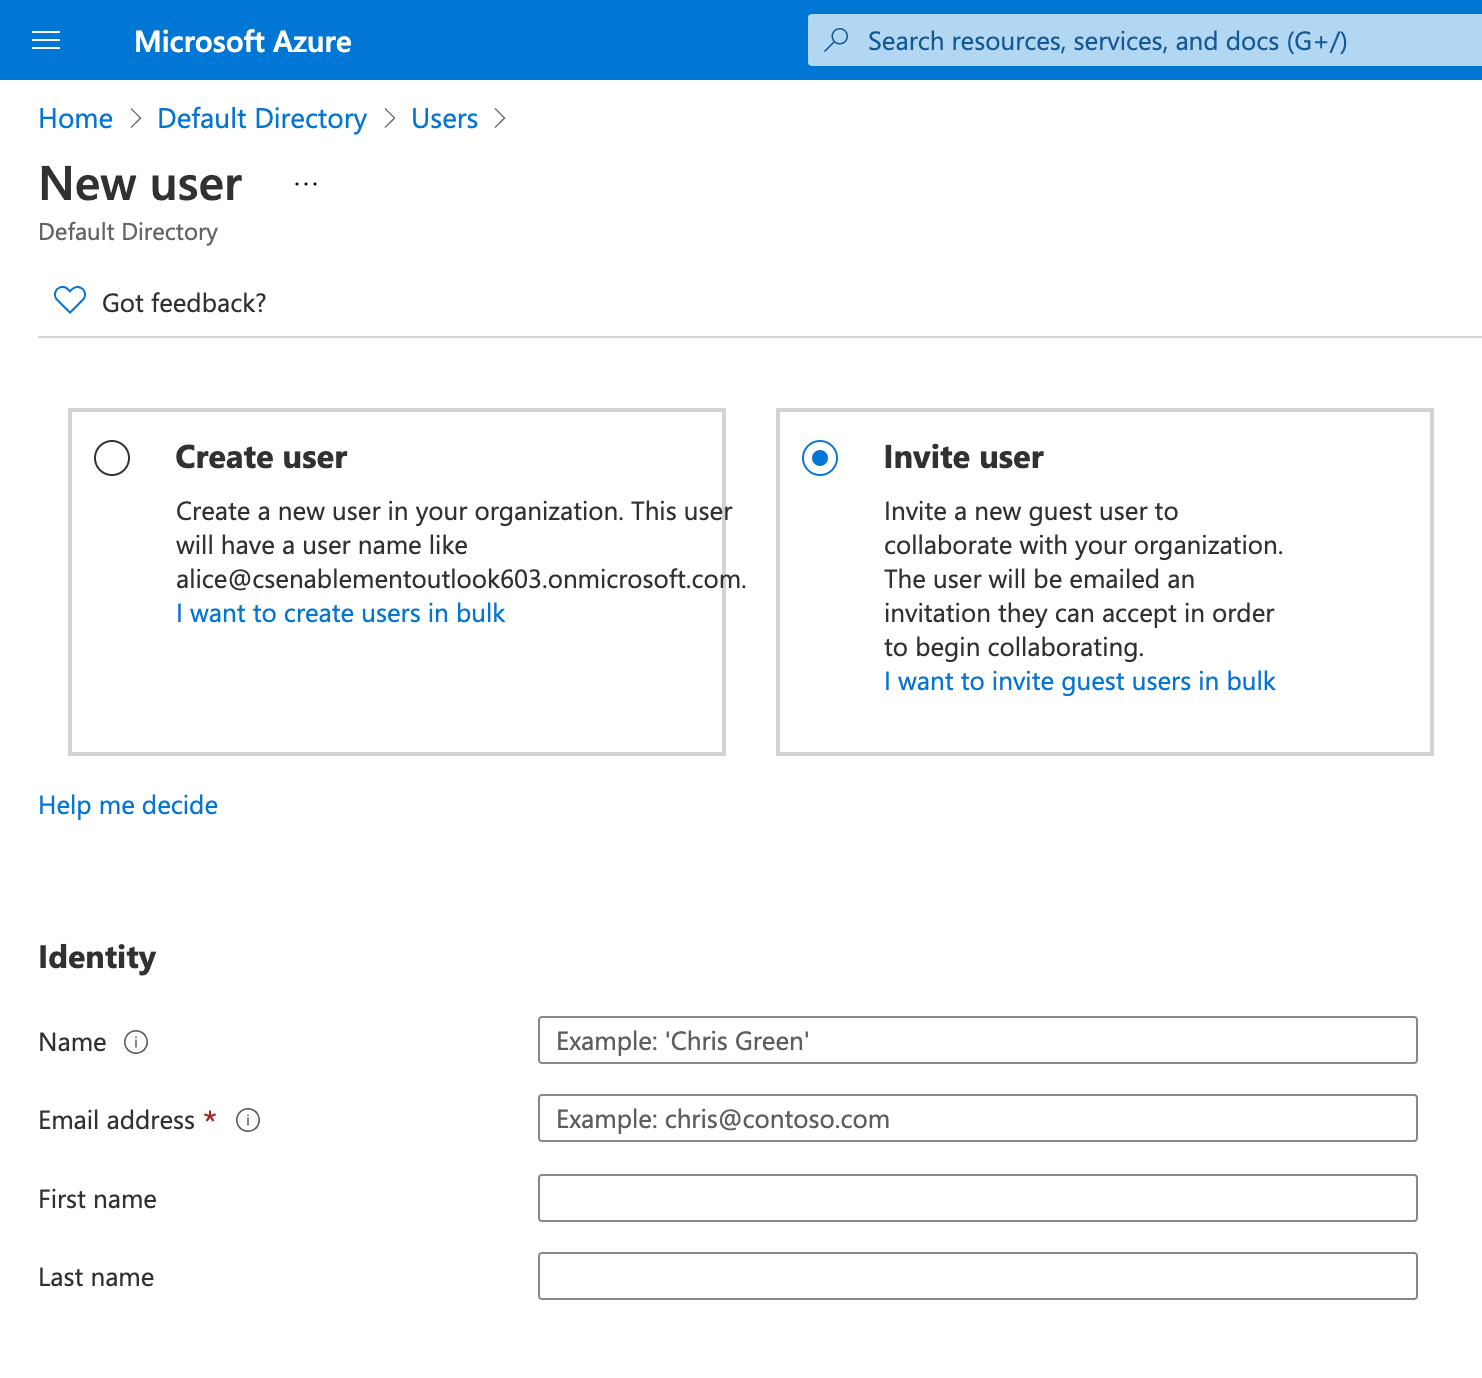 Microsoft Azure
Search resources, services, and docs (G+/)
Home > Default Directory > Users >
New user ...
Default Directory
Got feedback?
Create user
Create a new user in your organization. This user
will have a user name like
alice@csenablementoutlook603.onmicrosoft.com.
I want to create users in bulk
Invite user
Invite a new guest user to
collaborate with your organization.
The user will be emailed an
invitation they can accept in order
to begin collaborating.
I want to invite guest users in bulk
Help me decide
Identity
Name
Example: 'Chris Green'
Email address *
Example: chris@contoso.com
First name
Last name